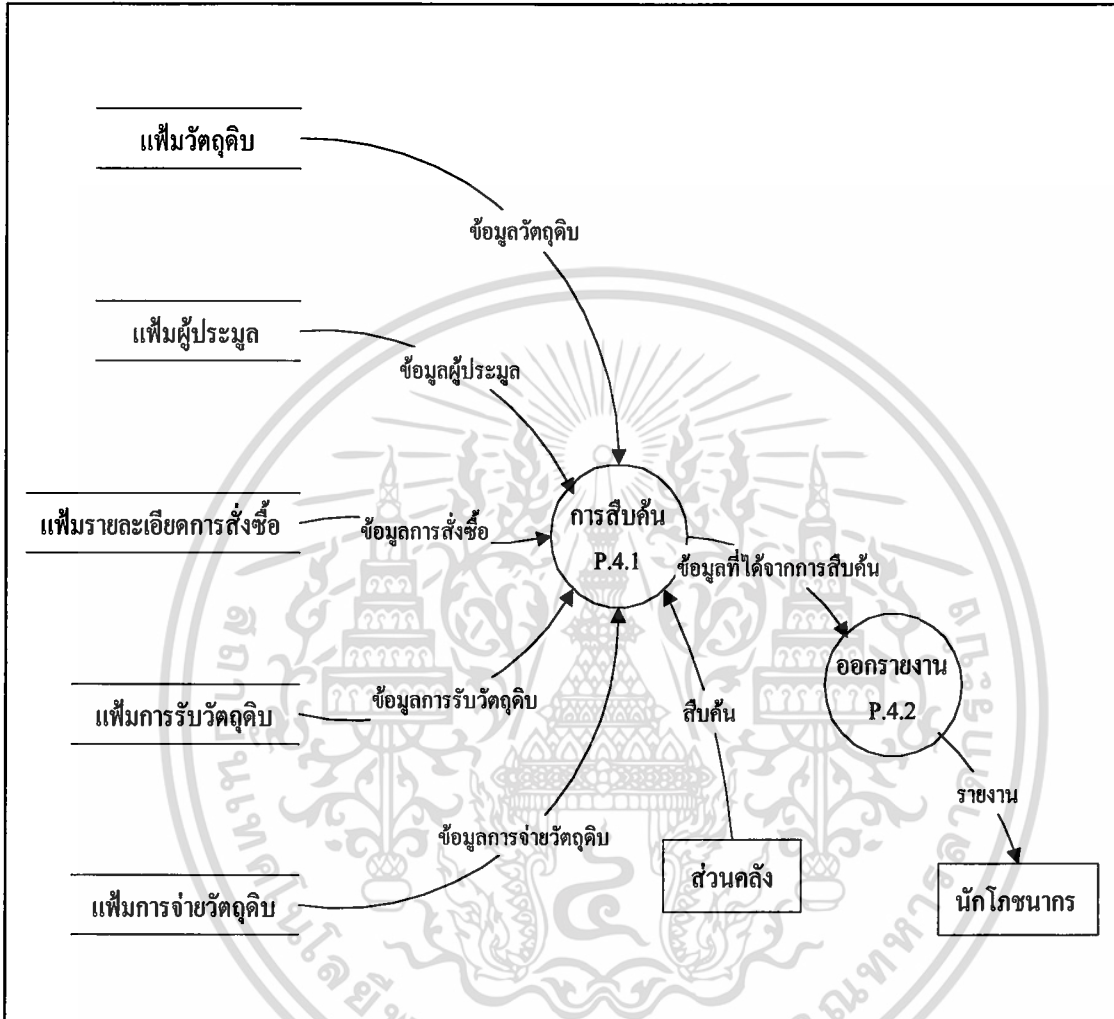 แฟ้มวัตถุดิบ
ข้อมูลวัตถุดิบ
แฟ้มผู้ประมูล
ข้อมูลผู้ประมูล
แฟ้มรายละเอียดการสั่งซื้อ
ข้อมูลการสั่งซื้อ
การสืบค้น
P.4.1
ข้อมูลที่ได้จากการสืบค้น
ออกรายงาน
P.4.2
แฟ้มการรับวัตถุดิบ
ข้อมูลการรับวัตถุดิบ
สืบค้น
รายงาน
ข้อมูลการจ่ายวัตถุดิบ
แฟ้มการจ่ายวัตถุดิบ
ส่วนคลัง
นักโภชนากร